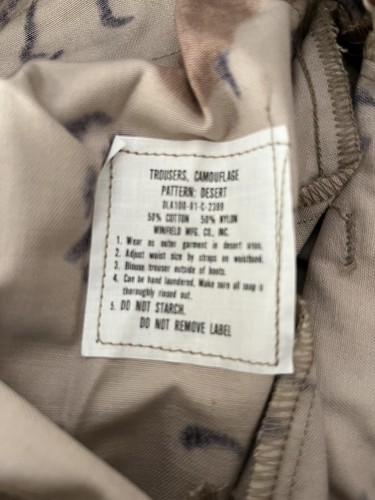 TROUSERS, CAMOUFLAGE
PATTERN: DESERT
DLA100-81-C-2389
50% COTTON 50% NYLON
WINFIELD MFG. CO., INC.
1. Wear as outer garment in desert areas.
2. Adjust waist size by straps on waistband.
3. Blouse trouser outside of boots.
4. Can be hand laundered. Make sure all soap is
thoroughly rinsed out.
5. DO NOT STARCH.
DO NOT REMOVE LABEL